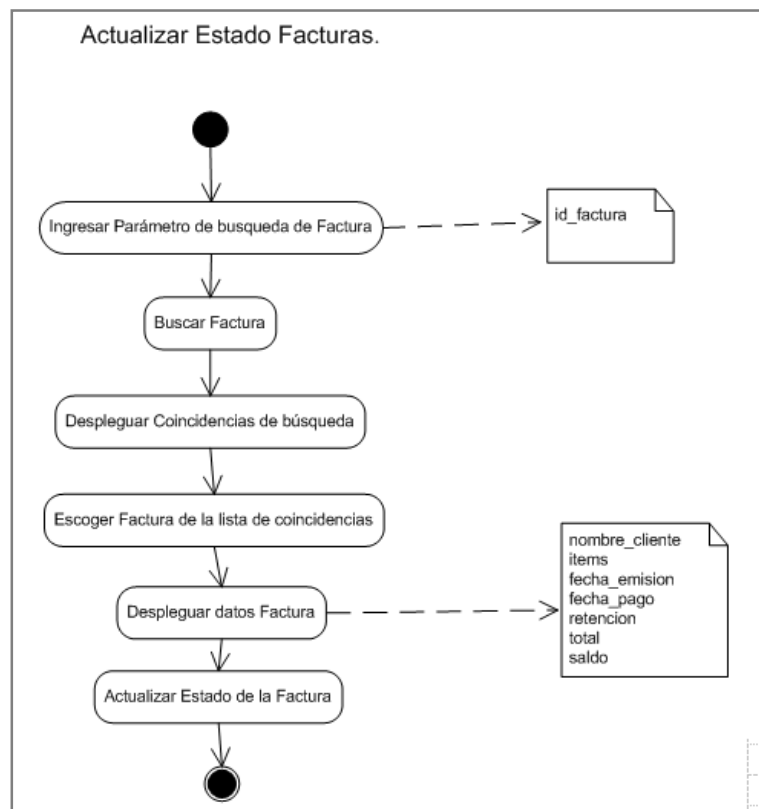 Actualizar Estado Facturas.
Ingresar Parámetro de busqueda de Factura
id_factura
Buscar Factura
Despleguar Coincidencias de búsqueda
Escoger Factura de la lista de coincidencias
nombre_cliente
items
fecha_emision
fecha_pago
retencion
total
saldo
Despleguar datos Factura
Actualizar Estado de la Factura